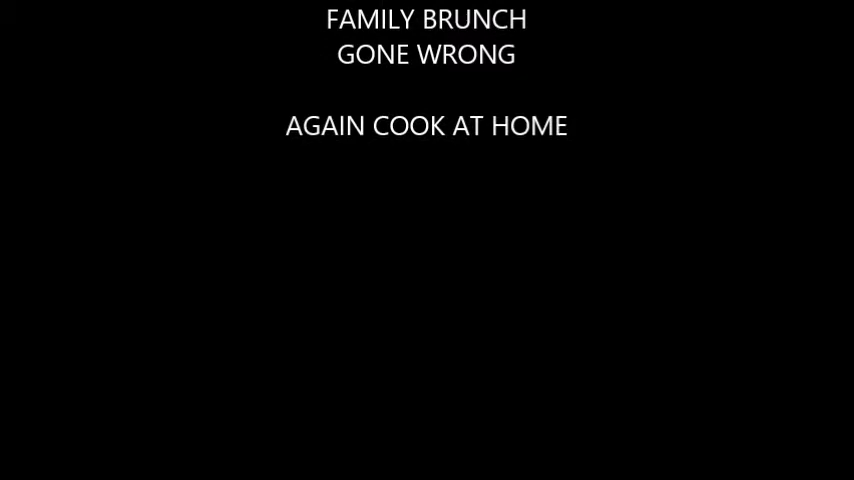 FAMILY BRUNCH
GONE WRONG
AGAIN COOK AT HOME